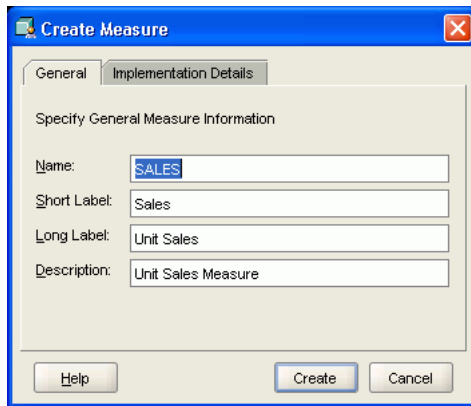 Create Measure
General Implementation Details
Specify General Measure Information
Name: SALES
Short Label: Sales
Long Label: Unit Sales
Description: Unit Sales Measure
Help Create Cancel